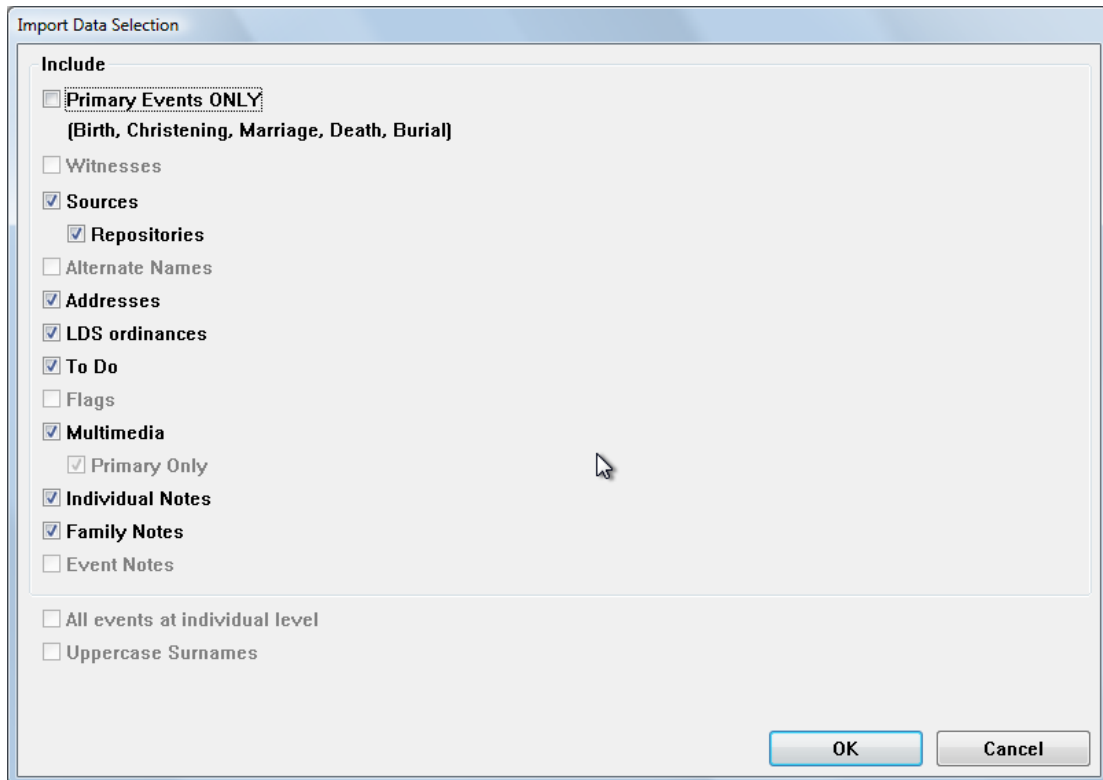 Import Data Selection
Include
Primary Events ONLY
(Birth, Christening, Marriage, Death, Burial)
Witnesses
Sources
Repositories
Alternate Names
Addresses
LDS ordinances
To Do
Flags
Multimedia
Primary Only
Individual Notes
Family Notes
Event Notes
All events at individual level
Uppercase Surnames
OK Cancel